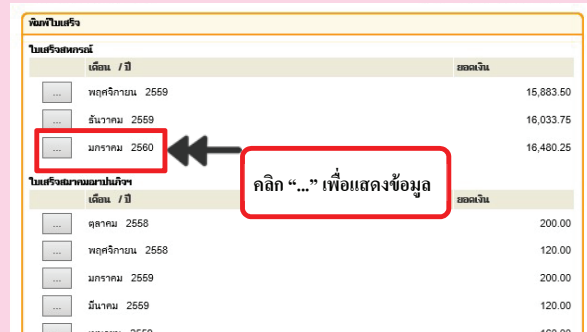 พิมพ์ใบเสร็จ
ใบเสร็จสหกรณ์
เดือน / ปี ยอดเงิน
... พฤศจิกายน 2559 15,883.50
... ธันวาคม 2559 16,033.75
... มกราคม 2560 16,480.25
คลิก “...” เพื่อแสดงข้อมูล
ใบเสร็จสมาคมฌาปนกิจฯ
เดือน / ปี ยอดเงิน
... ตุลาคม 2558 200.00
... พฤศจิกายน 2558 120.00
... มกราคม 2559 200.00
... มีนาคม 2559 120.00